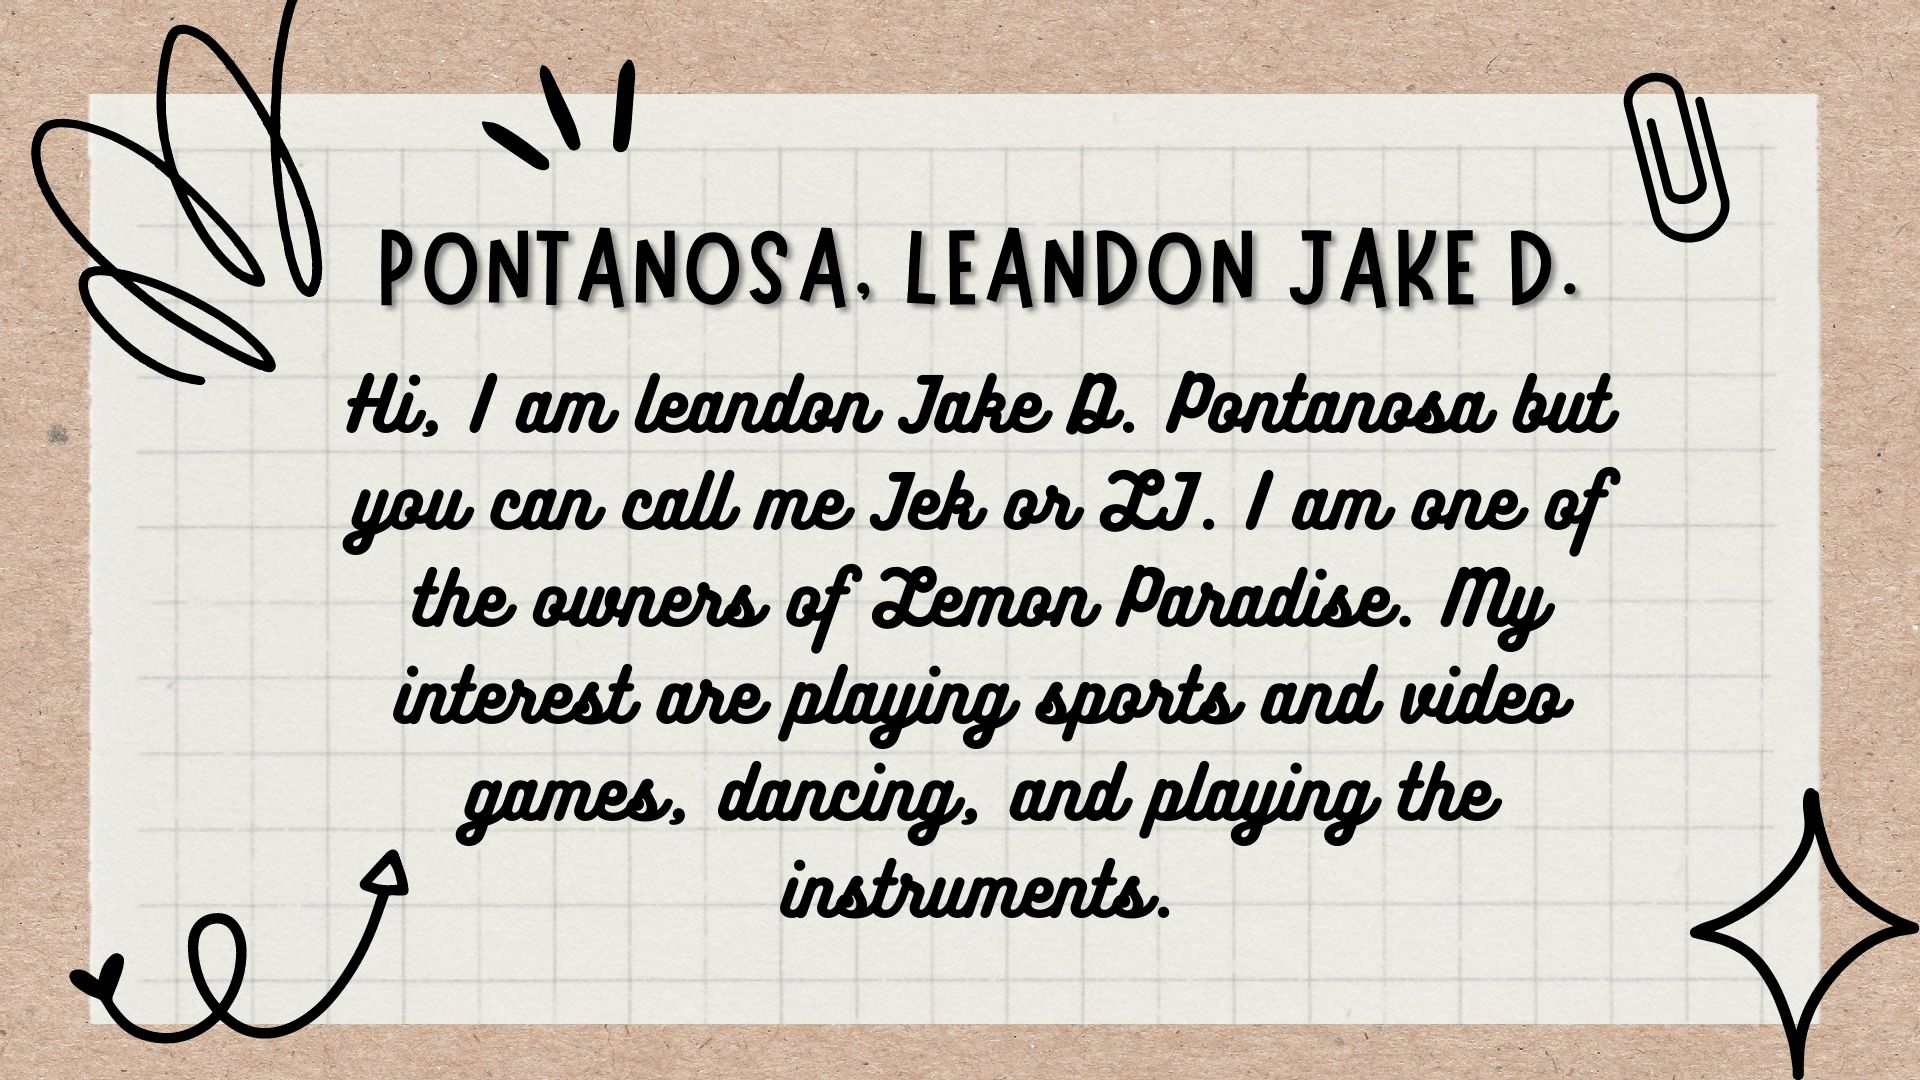 PONTANOSA, LEANDON JAKE D.
Hi, I am leandon Jake D. Pontanosa but
you can call me Jek or LJ. I am one of
the owners of Lemon Paradise. My
interest are playing sports and video
games, dancing, and playing the
instruments.